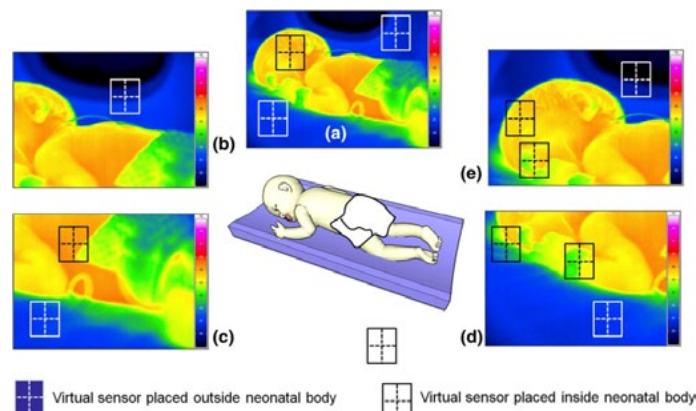 (b)
(a)
(e)
(c)
(d)
Virtual sensor placed outside neonatal body
Virtual sensor placed inside neonatal body